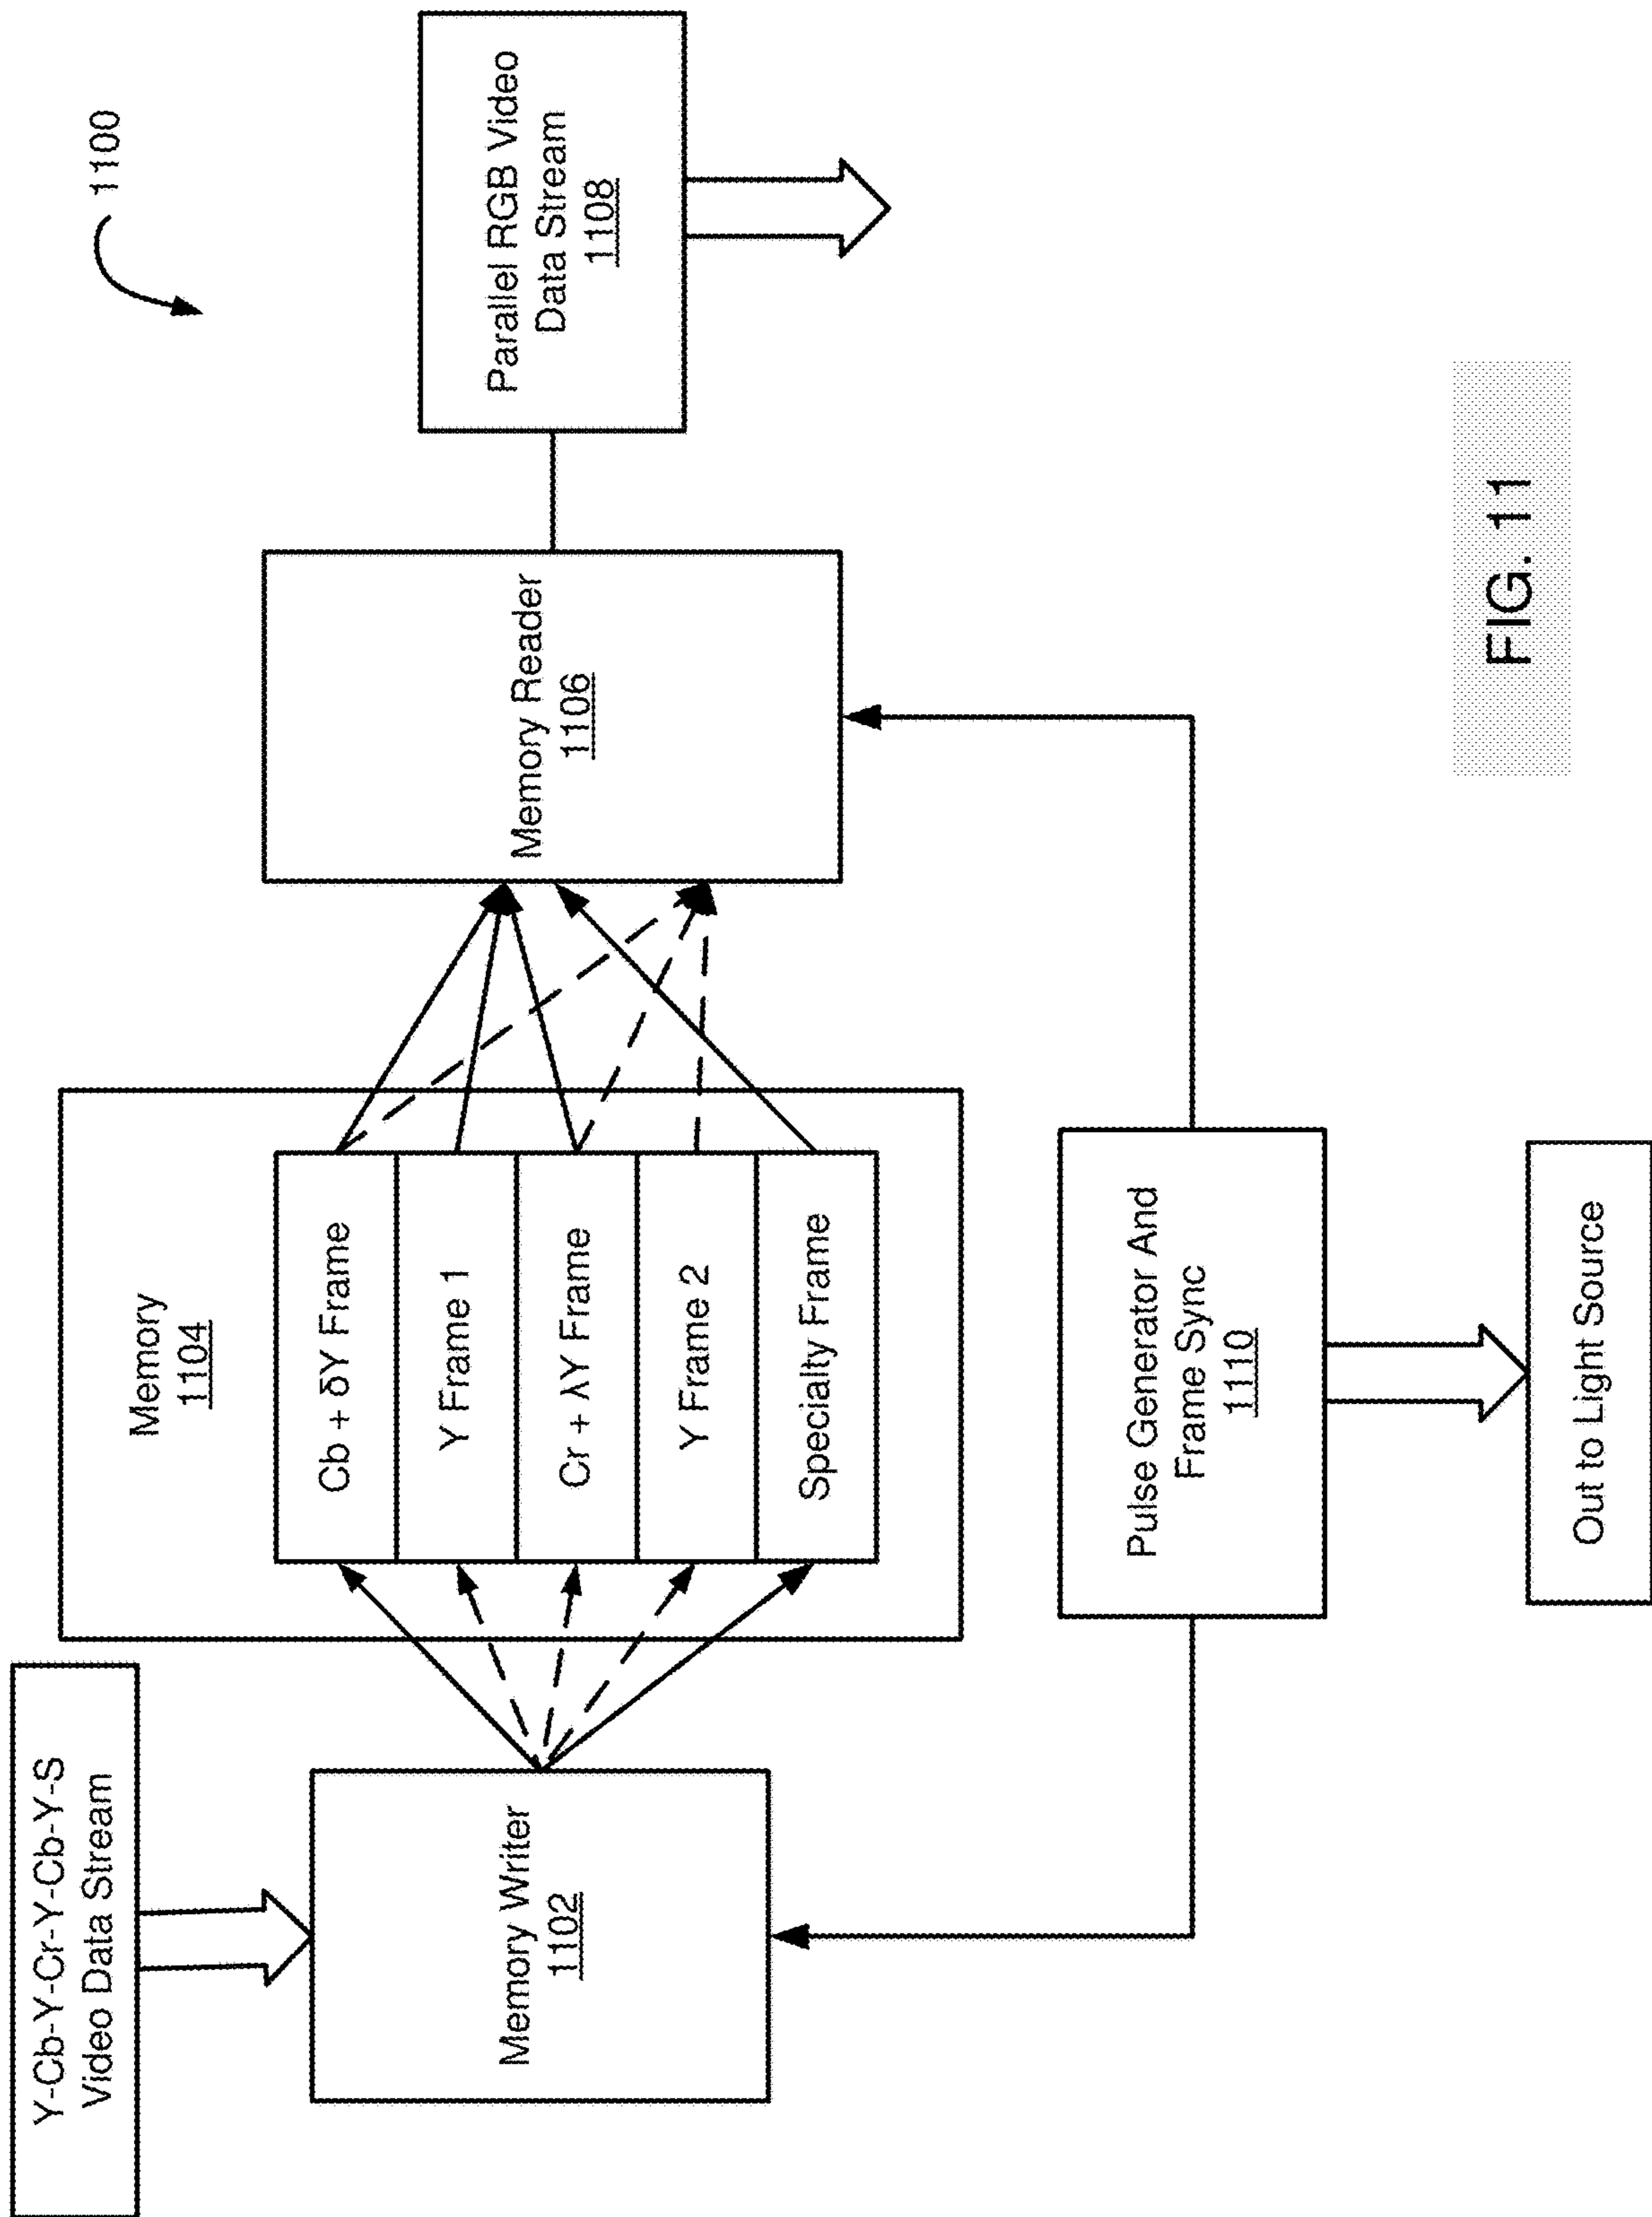 1100
Y-Cb-Y-Cr-Y-Cb-Y-S
Video Data Stream
Memory Writer
1102
Memory
1104
Cb + δY Frame
Y Frame 1
Cr + λY Frame
Y Frame 2
Specialty Frame
Memory Reader
1106
Parallel RGB Video
Data Stream
1108
Pulse Generator And
Frame Sync
1110
Out to Light Source
FIG. 11